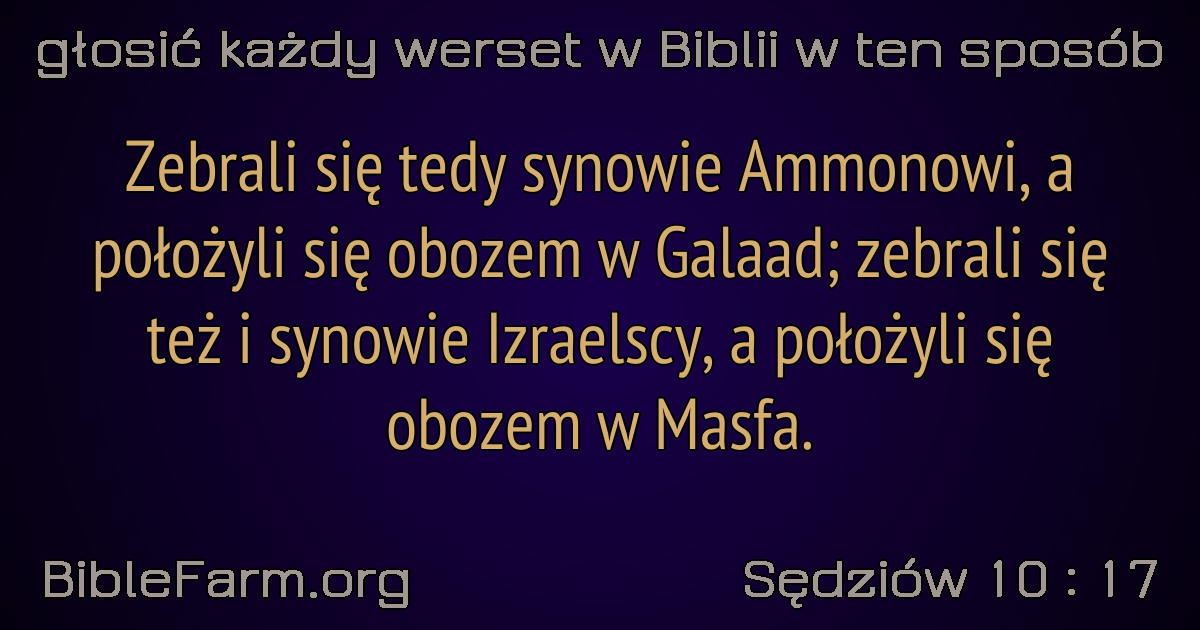 głosić każdy werset w Biblii w ten sposób
Zebrali się tedy synowie Ammonowi, a
położyli się obozem w Galaad; zebrali się
też i synowie Izraelscy, a położyli się
obozem w Masfa.
BibleFarm.org
Sędziów 10 : 17